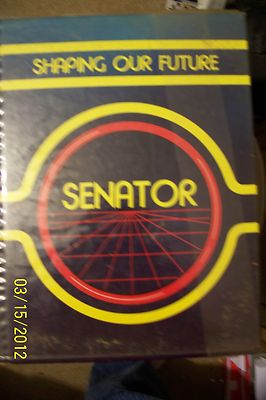 SHAPING OUR FUTURE
SENATOR
03/15/2012